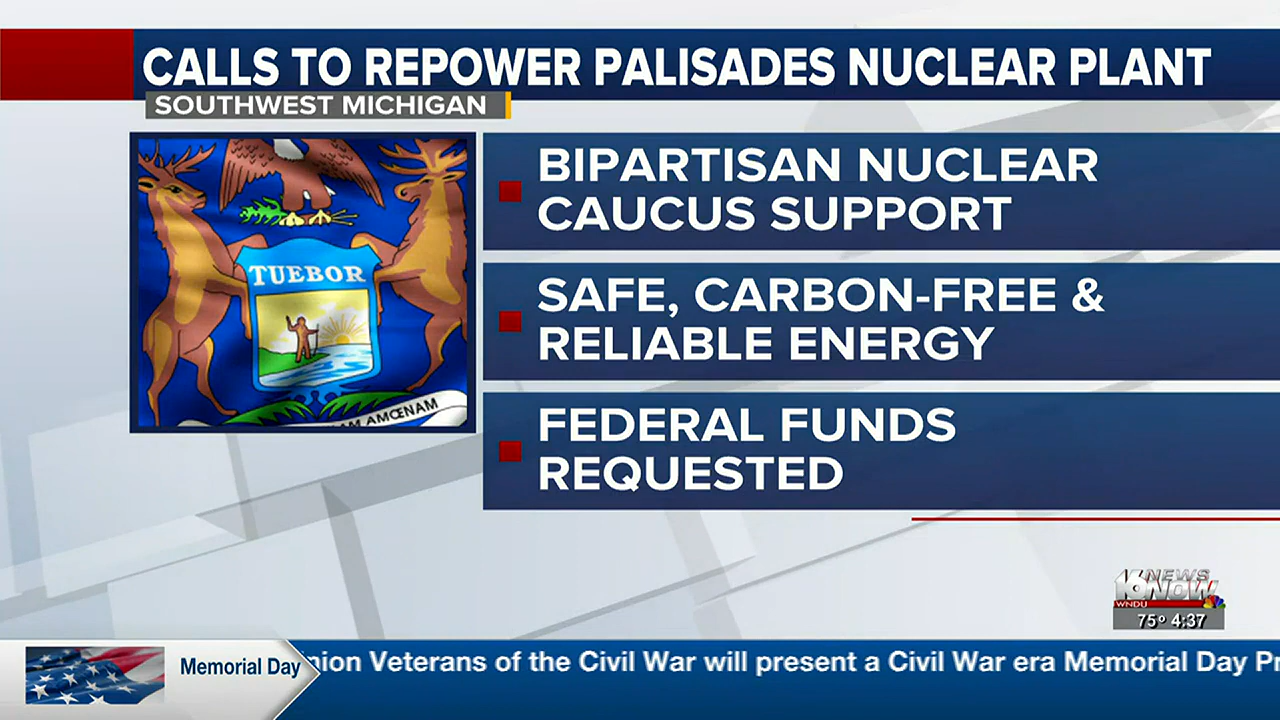 CALLS TO REPOWER PALISADES NUCLEAR PLANT
SOUTHWEST MICHIGAN
TUEBOR
AMŒNAM
BIPARTISAN NUCLEAR
CAUCUS SUPPORT
SAFE, CARBON-FREE &
RELIABLE ENERGY
FEDERAL FUNDS
REQUESTED
16 NEWS
NOW
WNDU
75° 4:37
Memorial Day
Veterans of the Civil War will present a Civil War era Memorial Day